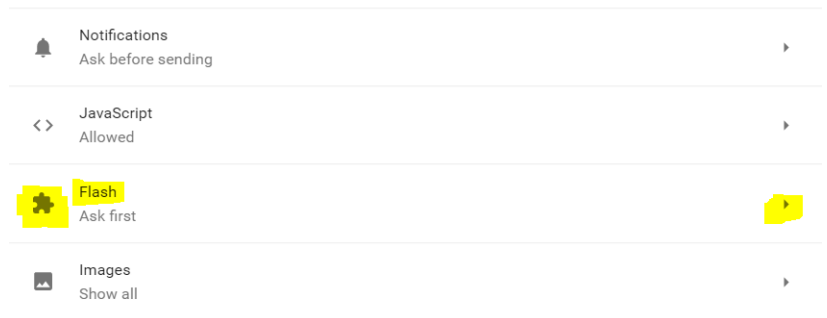 Notifications
Ask before sending
JavaScript
Allowed
Flash
Ask first
Images
Show all